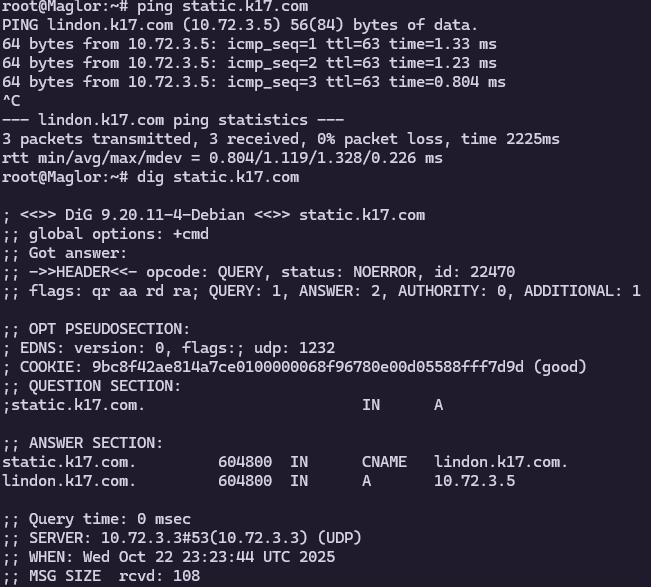 root@Maglor:~# ping static.k17.com
PING lindon.k17.com (10.72.3.5) 56(84) bytes of data.
64 bytes from 10.72.3.5: icmp_seq=1 ttl=63 time=1.33 ms
64 bytes from 10.72.3.5: icmp_seq=2 ttl=63 time=1.23 ms
64 bytes from 10.72.3.5: icmp_seq=3 ttl=63 time=0.804 ms
^C
--- lindon.k17.com ping statistics ---
3 packets transmitted, 3 received, 0% packet loss, time 2225ms
rtt min/avg/max/mdev = 0.804/1.119/1.328/0.226 ms
root@Maglor:~# dig static.k17.com

; <<>> DiG 9.20.11-4-Debian <<>> static.k17.com
;; global options: +cmd
;; Got answer:
;; ->>HEADER<<- opcode: QUERY, status: NOERROR, id: 22470
;; flags: qr aa rd ra; QUERY: 1, ANSWER: 2, AUTHORITY: 0, ADDITIONAL: 1

;; OPT PSEUDOSECTION:
; EDNS: version: 0, flags:; udp: 1232
; COOKIE: 9bc8f42ae814a7ce0100000068f96780e00d05588fff7d9d (good)
;; QUESTION SECTION:
;static.k17.com. IN A

;; ANSWER SECTION:
static.k17.com. 604800 IN CNAME lindon.k17.com.
lindon.k17.com. 604800 IN A 10.72.3.5

;; Query time: 0 msec
;; SERVER: 10.72.3.3#53(10.72.3.3) (UDP)
;; WHEN: Wed Oct 22 23:23:44 UTC 2025
;; MSG SIZE rcvd: 108